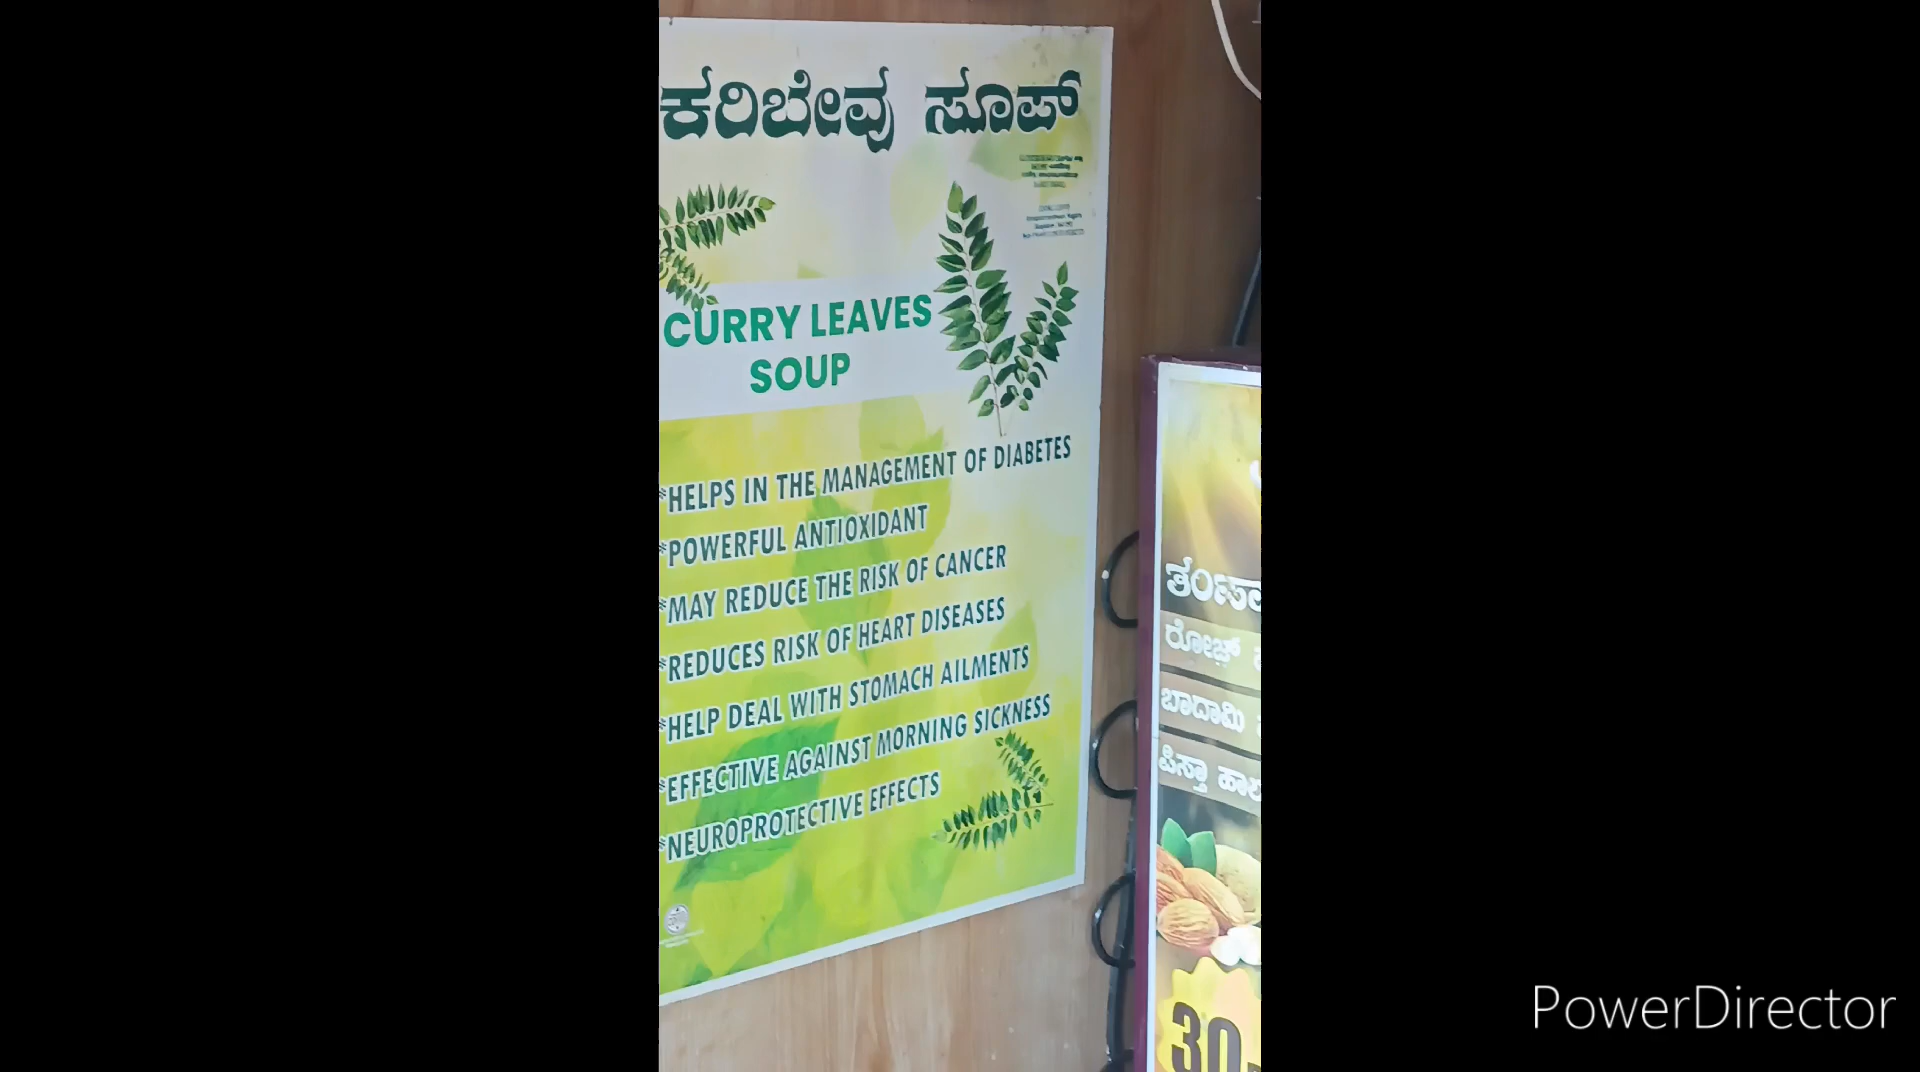 ಕರಿಬೇವು ಸೂಪ್
CURRY LEAVES
SOUP
*HELPS IN THE MANAGEMENT OF DIABETES
*POWERFUL ANTIOXIDANT
*MAY REDUCE THE RISK OF CANCER
*REDUCES RISK OF HEART DISEASES
*HELP DEAL WITH STOMACH AILMENTS
*EFFECTIVE AGAINST MORNING SICKNESS
*NEUROPROTECTIVE EFFECTS
ರೋಜ್
ಬಾದಾಮಿ
ಪಿಸ್ತಾ
30
PowerDirector